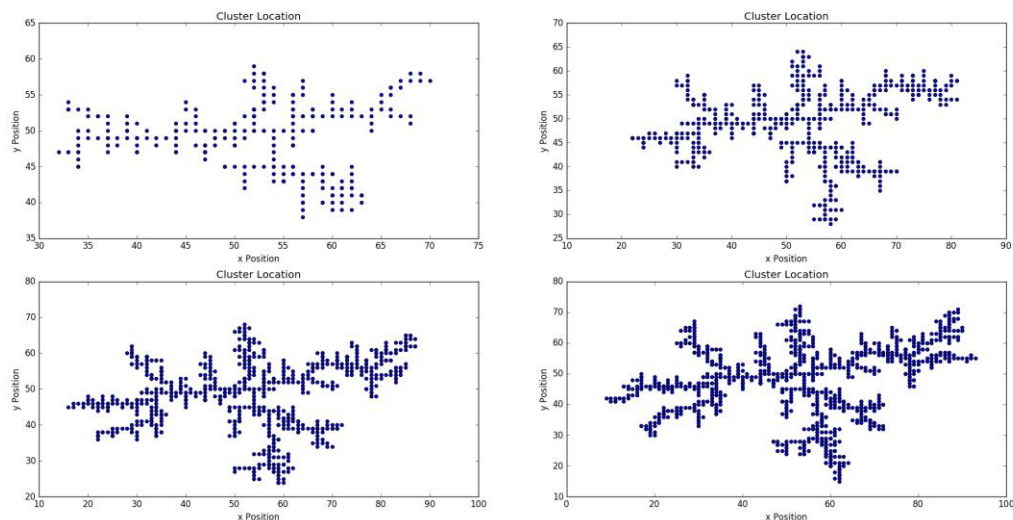 Cluster Location
65
60
55
50
45
40
35
y Position
30 35 40 45 50 55 60 65 70 75
x Position
Cluster Location
70
65
60
55
50
45
40
35
30
25
y Position
10 20 30 40 50 60 70 80 90
x Position
Cluster Location
80
70
60
50
40
30
20
y Position
10 20 30 40 50 60 70 80 90 100
x Position
Cluster Location
80
70
60
50
40
30
20
10
y Position
0 20 40 60 80 100
x Position